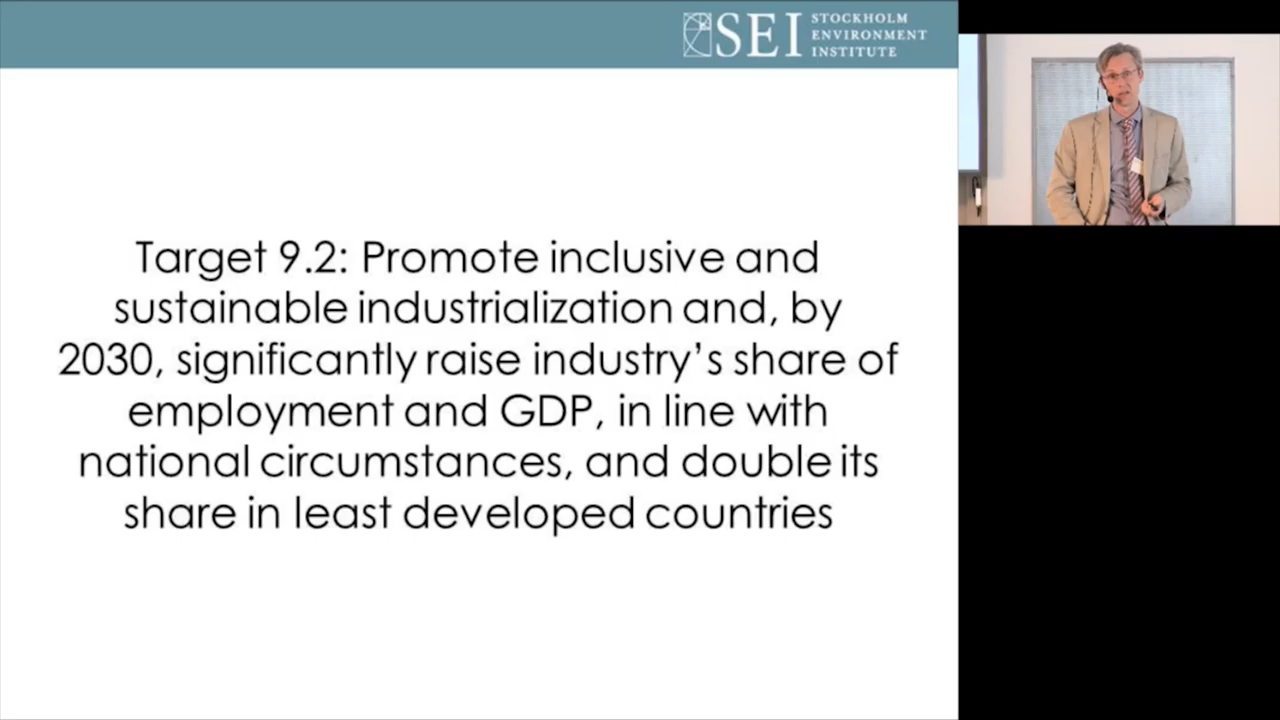 SEI
STOCKHOLM
ENVIRONMENT
INSTITUTE
Target 9.2: Promote inclusive and
sustainable industrialization and, by
2030, significantly raise industry’s share of
employment and GDP, in line with
national circumstances, and double its
share in least developed countries